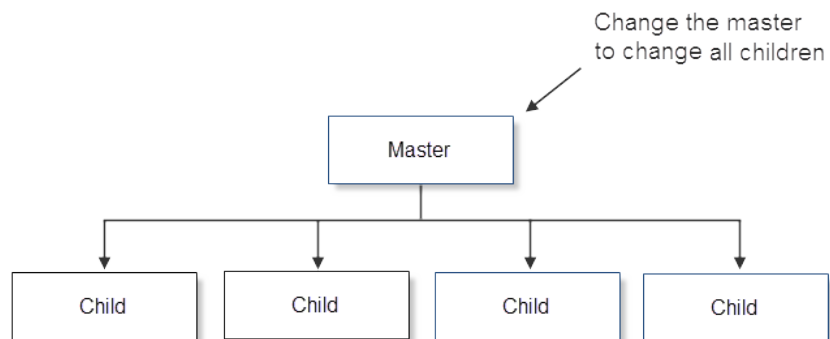 Change the master
to change all children
Master
Child
Child
Child
Child